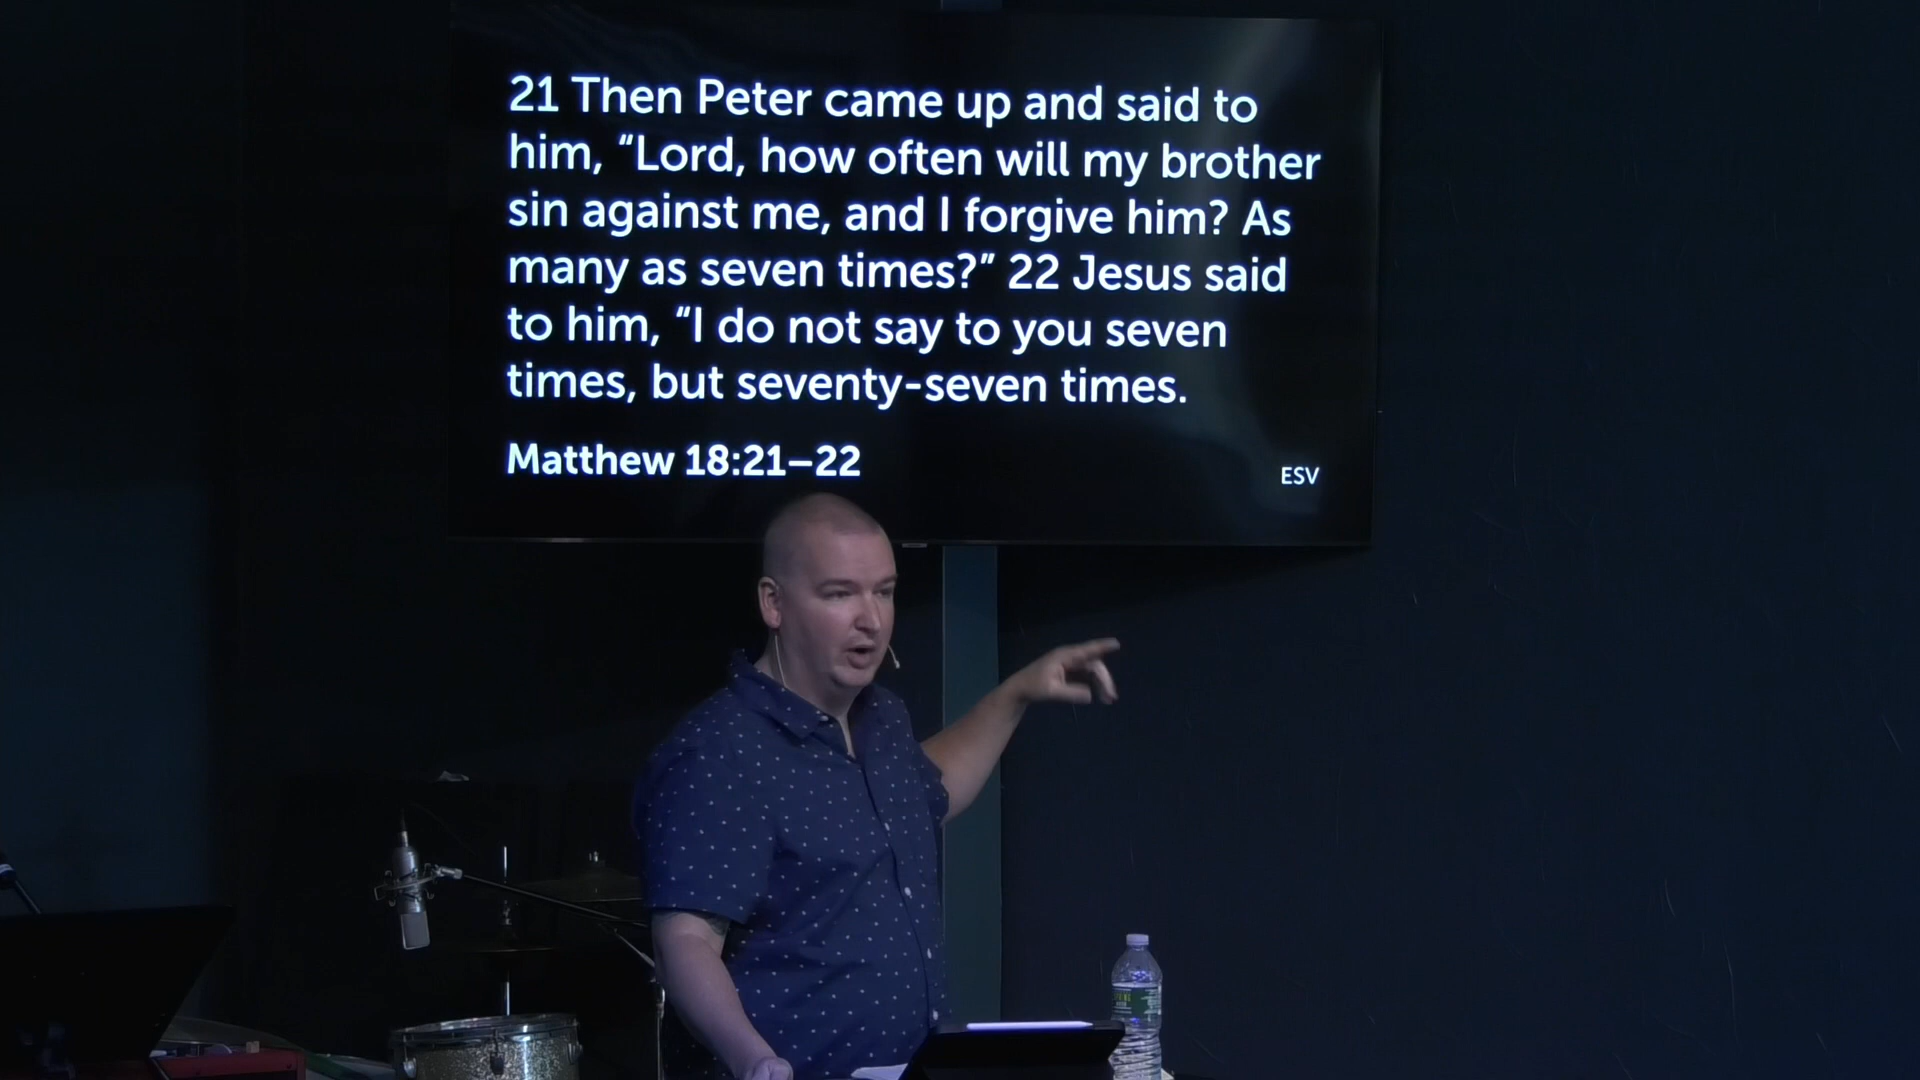 21 Then Peter came up and said to
him, “Lord, how often will my brother
sin against me, and I forgive him? As
many as seven times?” 22 Jesus said
to him, “I do not say to you seven
times, but seventy-seven times.
Matthew 18:21–22
ESV